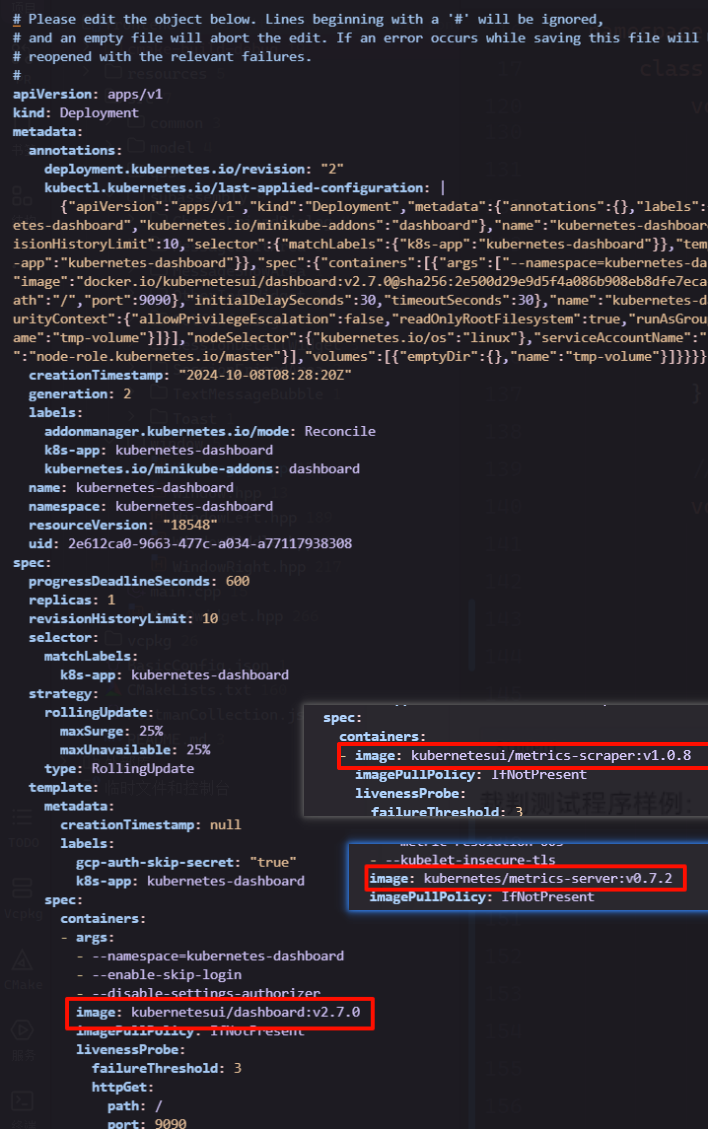 # Please edit the object below. Lines beginning with a '#' will be ignored,
# and an empty file will abort the edit. If an error occurs while saving this file will
# reopened with the relevant failures.
#
apiVersion: apps/v1
kind: Deployment
metadata:
annotations:
deployment.kubernetes.io/revision: "2"
kubectl.kubernetes.io/last-applied-configuration: |
{"apiVersion":"apps/v1","kind":"Deployment","metadata":{"annotations":{},"labels":
etes-dashboard","kubernetes.io/minikube-addons":"dashboard"},"name":"kubernetes-dashboar
isionHistoryLimit":10,"selector":{"matchLabels":{"k8s-app":"kubernetes-dashboard"}},"tem
-app":"kubernetes-dashboard"}},"spec":{"containers":[{"args":["--namespace=kubernetes-da
"image":"docker.io/kubernetesui/dashboard:v2.7.0@sha256:2e500d29e9d5f4a086b908eb8dfe7eca
ath":"/","port":9090},"initialDelaySeconds":30,"timeoutSeconds":30},"name":"kubernetes-d
urityContext":{"allowPrivilegeEscalation":false,"readOnlyRootFilesystem":true,"runAsGrou
ame":"tmp-volume"}]}],"nodeSelector":{"kubernetes.io/os":"linux"},"serviceAccountName":"
":"node-role.kubernetes.io/master"}],"volumes":[{"emptyDir":{},"name":"tmp-volume"}]}}}}
creationTimestamp: "2024-10-08T08:28:20Z"
generation: 2
labels:
addonmanager.kubernetes.io/mode: Reconcile
k8s-app: kubernetes-dashboard
kubernetes.io/minikube-addons: dashboard
name: kubernetes-dashboard
namespace: kubernetes-dashboard
resourceVersion: "18548"
uid: 2e612ca0-9663-477c-a034-a77117938308
spec:
progressDeadlineSeconds: 600
replicas: 1
revisionHistoryLimit: 10
selector:
matchLabels:
k8s-app: kubernetes-dashboard
strategy:
rollingUpdate:
maxSurge: 25%
maxUnavailable: 25%
type: RollingUpdate
template:
metadata:
creationTimestamp: null
labels:
gcp-auth-skip-secret: "true"
k8s-app: kubernetes-dashboard
spec:
containers:
- args:
- --namespace=kubernetes-dashboard
- --enable-skip-login
- --disable-settings-authorizer
image: kubernetesui/dashboard:v2.7.0
imagePullPolicy: IfNotPresent
livenessProbe:
failureThreshold: 3
httpGet:
path: /
port: 9090
spec:
containers:
- image: kubernetesui/metrics-scraper:v1.0.8
imagePullPolicy: IfNotPresent
livenessProbe:
failureThreshold: 3
裁判测试程序样例:
- --kubelet-insecure-tls
image: kubernetes/metrics-server:v0.7.2
imagePullPolicy: IfNotPresent